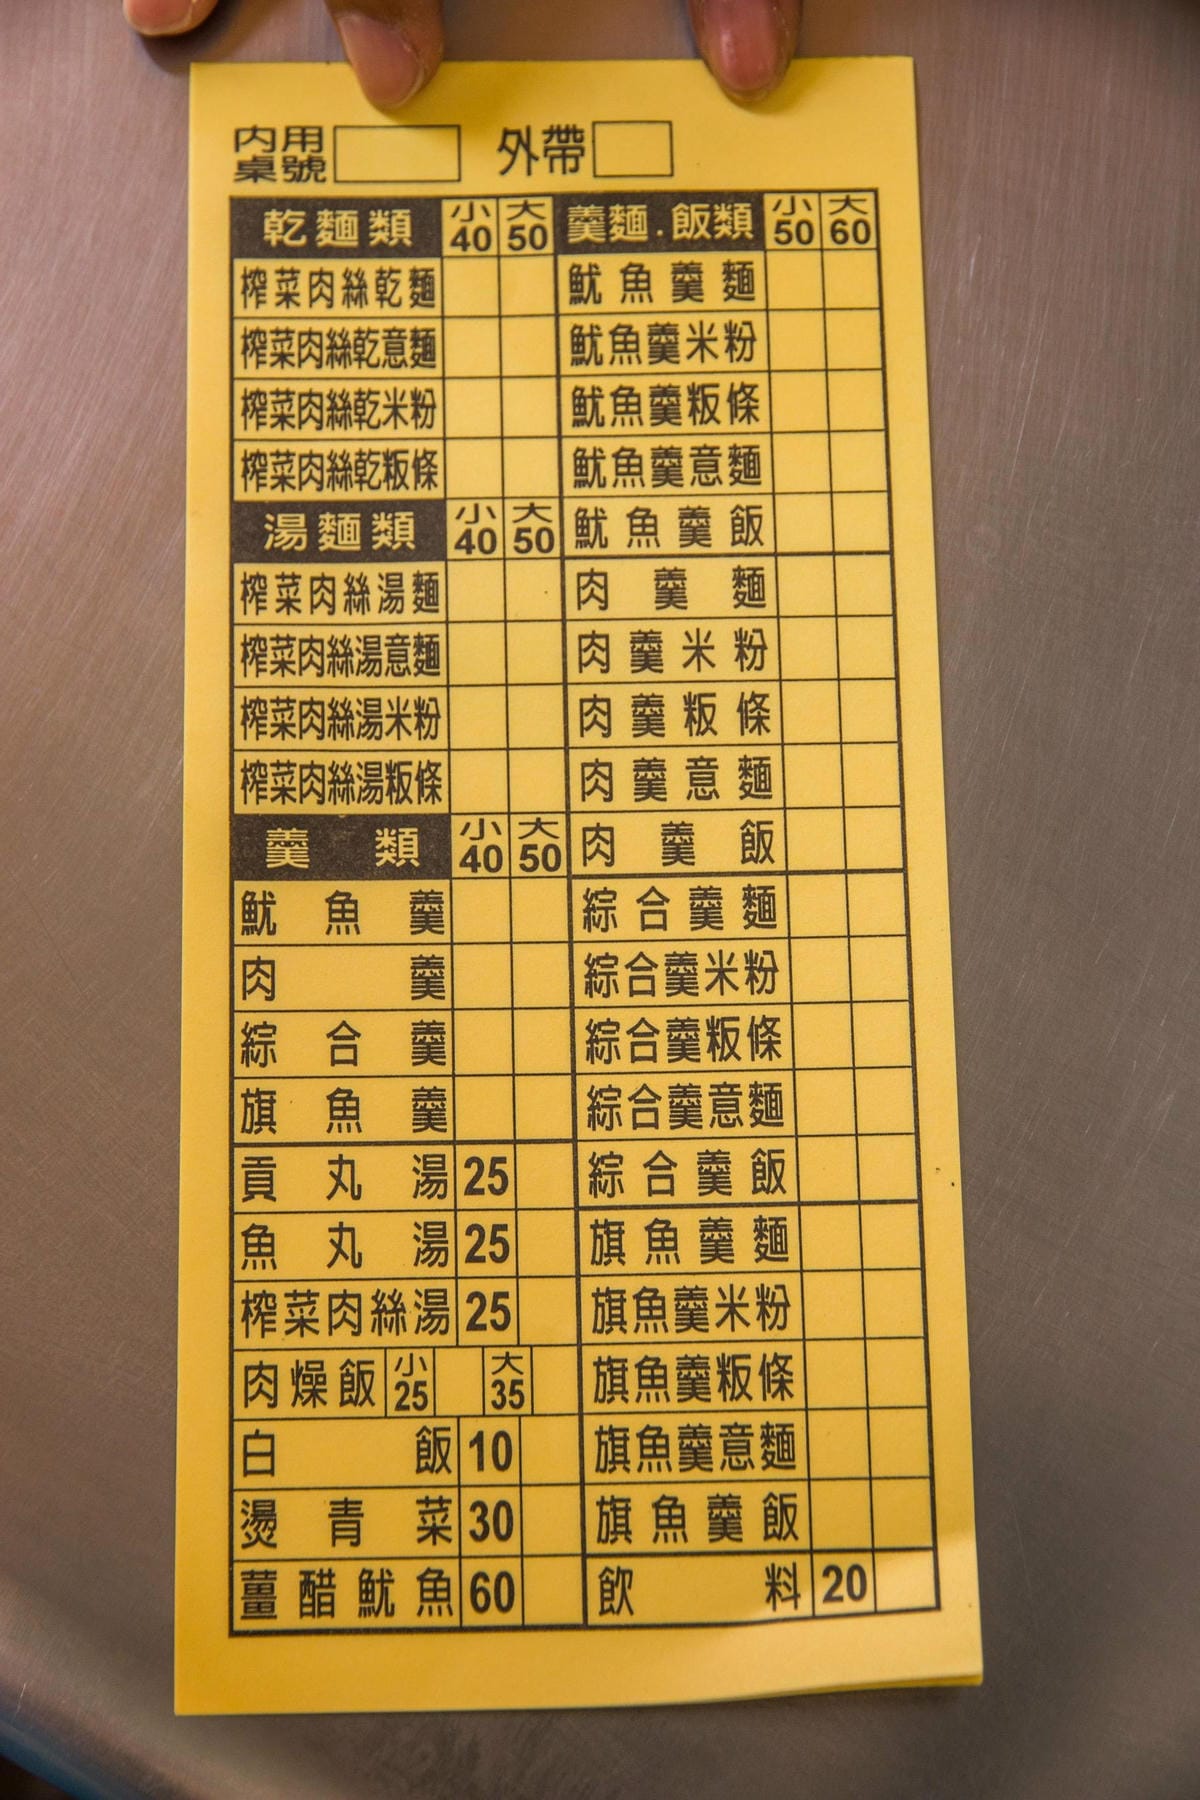 內用
桌號
外帶
乾麵類 小40 大50
榨菜肉絲乾麵
榨菜肉絲乾意麵
榨菜肉絲乾米粉
榨菜肉絲乾粄條
湯麵類 小40 大50
榨菜肉絲湯麵
榨菜肉絲湯意麵
榨菜肉絲湯米粉
榨菜肉絲湯粄條
羹類 小40 大50
魷魚羹
肉羹
綜合羹
旗魚羹
貢丸湯 25
魚丸湯 25
榨菜肉絲湯 25
肉燥飯 小25 大35
白飯 10
燙青菜 30
薑醋魷魚 60
羹麵.飯類 小50 大60
魷魚羹麵
魷魚羹米粉
魷魚羹粄條
魷魚羹意麵
魷魚羹飯
肉羹麵
肉羹米粉
肉羹粄條
肉羹意麵
肉羹飯
綜合羹麵
綜合羹米粉
綜合羹粄條
綜合羹意麵
綜合羹飯
旗魚羹麵
旗魚羹米粉
旗魚羹粄條
旗魚羹意麵
旗魚羹飯
飲料 20